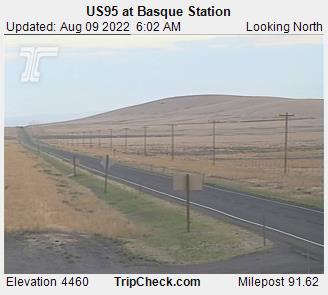 US95 at Basque Station
Updated: Aug 09 2022 6:02 AM Looking North
Elevation 4460 TripCheck.com Milepost 91.62